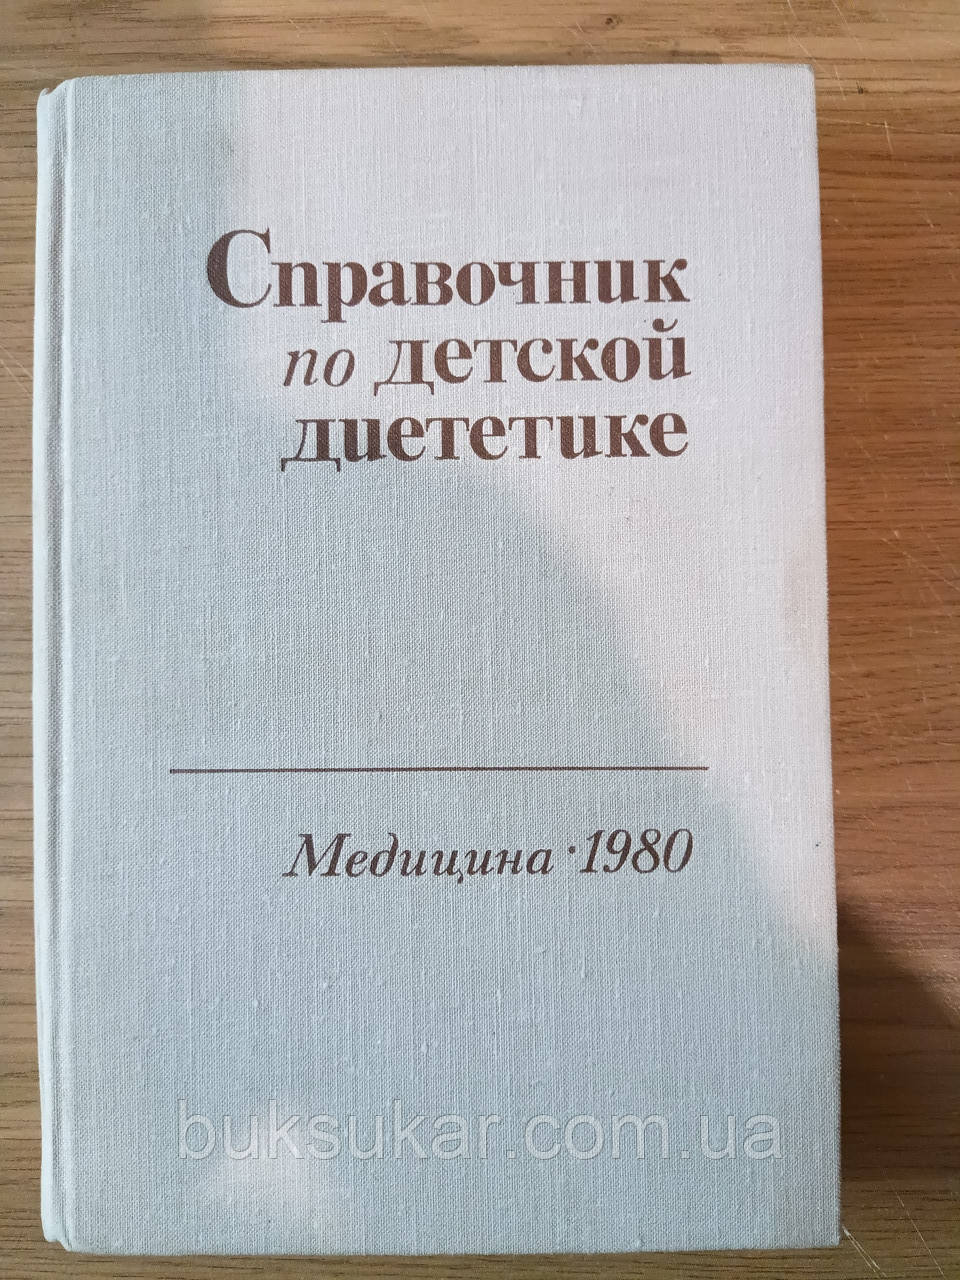 Справочник
по детской
диететике
Медицина · 1980
buksukar.com.ua